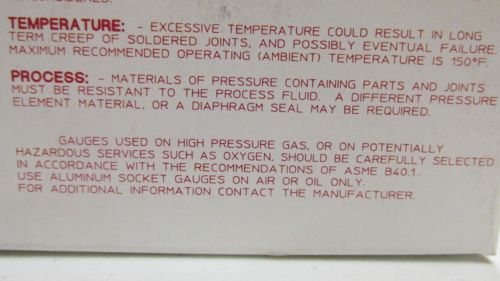 CONSIDERED.
TEMPERATURE: - EXCESSIVE TEMPERATURE COULD RESULT IN LONG
TERM CREEP OF SOLDERED JOINTS, AND POSSIBLY EVENTUAL FAILURE.
MAXIMUM RECOMMENDED OPERATING (AMBIENT) TEMPERATURE IS 150°F.
PROCESS: - MATERIALS OF PRESSURE CONTAINING PARTS AND JOINTS
MUST BE RESISTANT TO THE PROCESS FLUID. A DIFFERENT PRESSURE
ELEMENT MATERIAL, OR A DIAPHRAGM SEAL MAY BE REQUIRED.
GAUGES USED ON HIGH PRESSURE GAS, OR ON POTENTIALLY
HAZARDOUS SERVICES SUCH AS OXYGEN, SHOULD BE CAREFULLY SELECTED
IN ACCORDANCE WITH THE RECOMMENDATIONS OF ASME B40.1.
USE ALUMINUM SOCKET GAUGES ON AIR OR OIL ONLY.
FOR ADDITIONAL INFORMATION CONTACT THE MANUFACTURER.